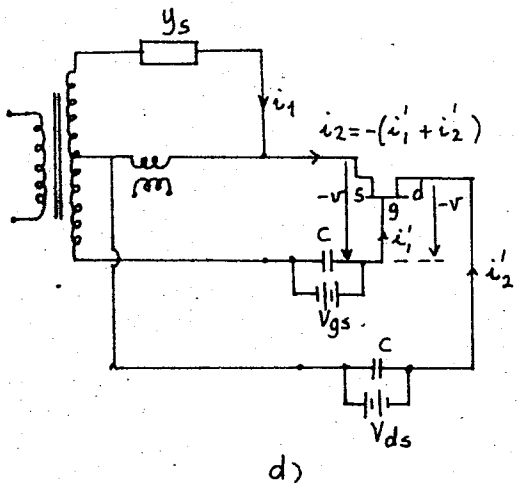 ys
i1
i2=-(i1'+i2')
-v
s
g
d
-v
C
i1'
i2'
Vgs
C
Vds
d)